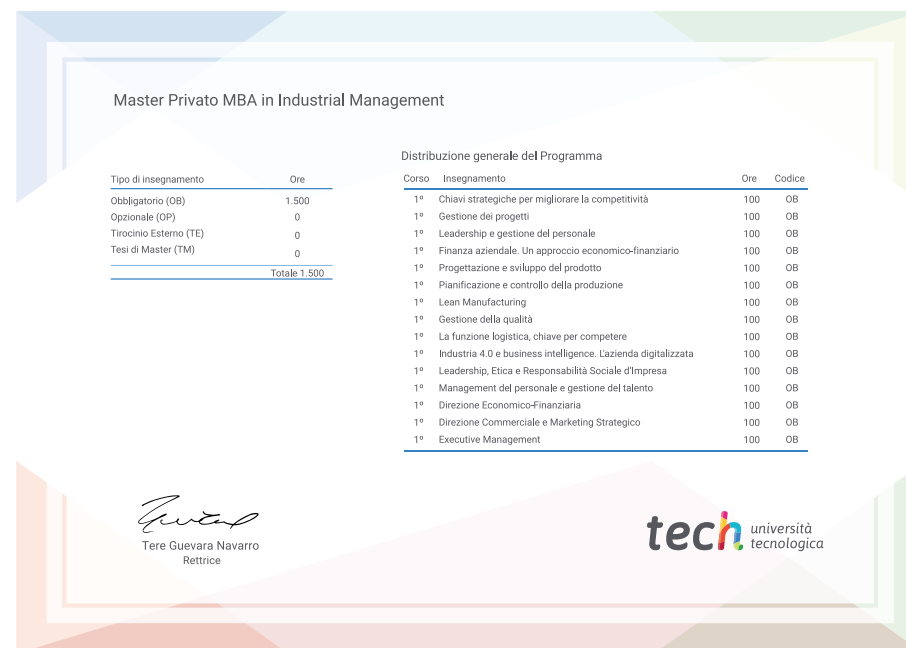 Master Privato MBA in Industrial Management
Tipo di insegnamento Ore
Obbligatorio (OB) 1.500
Opzionale (OP) 0
Tirocinio Esterno (TE) 0
Tesi di Master (TM) 0
Totale 1.500
Distribuzione generale del Programma
Corso Insegnamento Ore Codice
1º Chiavi strategiche per migliorare la competitività 100 OB
1º Gestione dei progetti 100 OB
1º Leadership e gestione del personale 100 OB
1º Finanza aziendale. Un approccio economico-finanziario 100 OB
1º Progettazione e sviluppo del prodotto 100 OB
1º Pianificazione e controllo della produzione 100 OB
1º Lean Manufacturing 100 OB
1º Gestione della qualità 100 OB
1º La funzione logistica, chiave per competere 100 OB
1º Industria 4.0 e business intelligence. L'azienda digitalizzata 100 OB
1º Leadership, Etica e Responsabilità Sociale d'Impresa 100 OB
1º Management del personale e gestione del talento 100 OB
1º Direzione Economico-Finanziaria 100 OB
1º Direzione Commerciale e Marketing Strategico 100 OB
1º Executive Management 100 OB
Tere Guevara Navarro
Rettrice
tech università
tecnologica